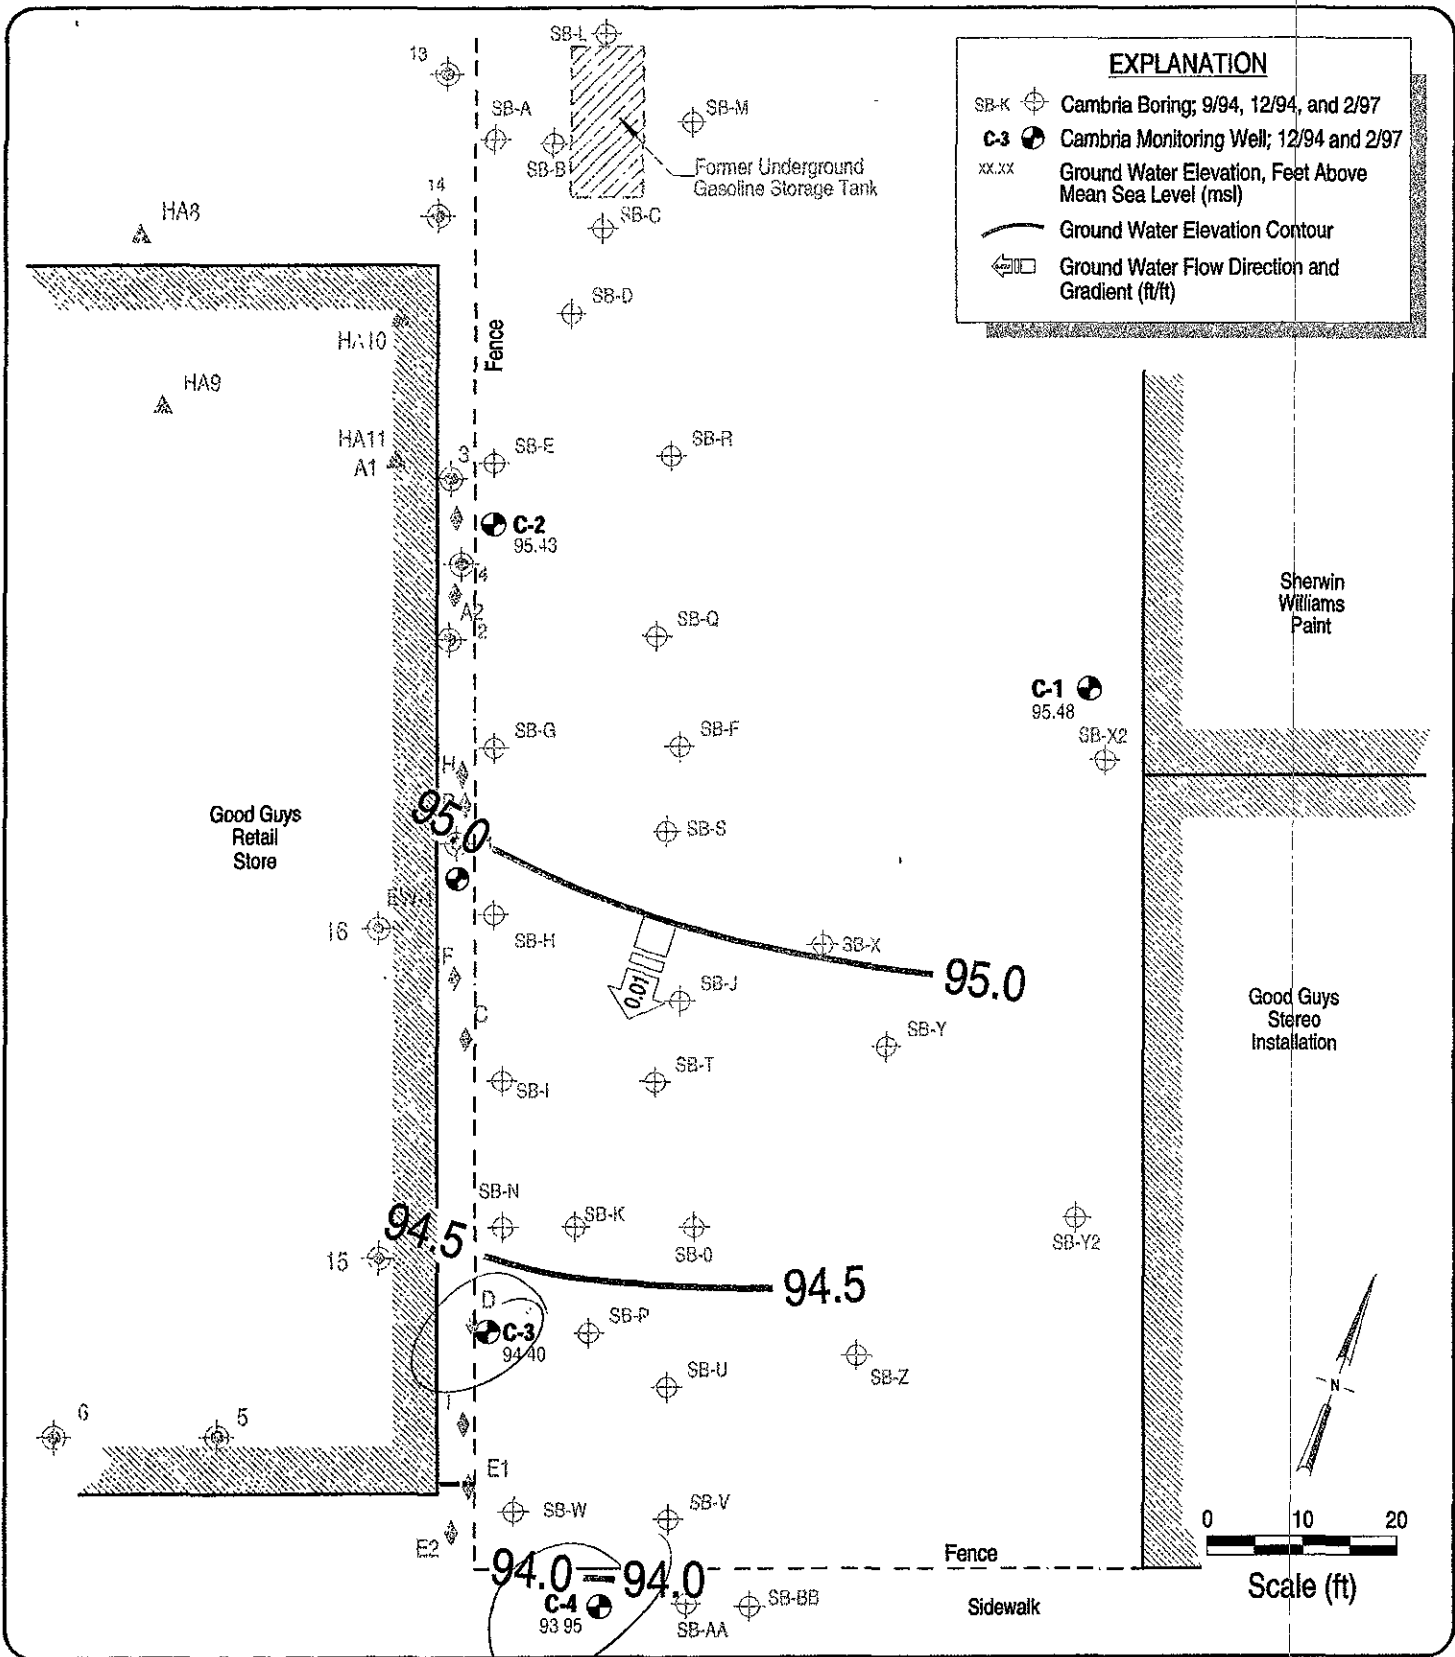 EXPLANATION
SB-K Cambria Boring; 9/94, 12/94, and 2/97
C-3 Cambria Monitoring Well; 12/94 and 2/97
xx.xx Ground Water Elevation, Feet Above
Mean Sea Level (msl)
Ground Water Elevation Contour
Ground Water Flow Direction and
Gradient (ft/ft)
SB-L
13
SB-A
SB-M
SB-B
Former Underground
Gasoline Storage Tank
14
HA8
SB-C
SB-D
HA10
Fence
HA9
HA11
A1
3
SB-E
SB-R
C-2
95.43
4
A2
2
SB-Q
Sherwin
Williams
Paint
C-1
95.48
SB-X2
SB-G
SB-F
H
95.0
SB-S
Good Guys
Retail
Store
16
SB-H
SB-X
F
95.0
0.01
SB-J
Good Guys
Stereo
Installation
C
SB-Y
SB-I
SB-T
SB-N
SB-K
SB-O
SB-Y2
94.5
15
94.5
D
SB-P
C-3
94 40
SB-U
SB-Z
N
I
6
5
E1
SB-W
SB-V
E2
0 10 20
Scale (ft)
94.0 94.0
Fence
C-4
93 95
SB-AA
SB-BB
Sidewalk